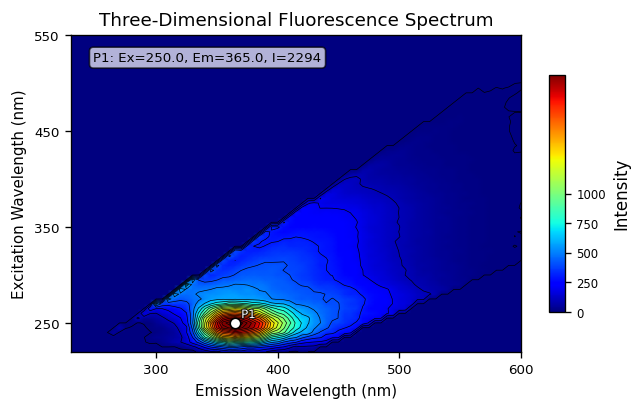 Three-Dimensional Fluorescence Spectrum
P1: Ex=250.0, Em=365.0, I=2294
P1
550
450
350
250
300
400
500
600
Excitation Wavelength (nm)
Emission Wavelength (nm)
1000
750
500
250
0
Intensity